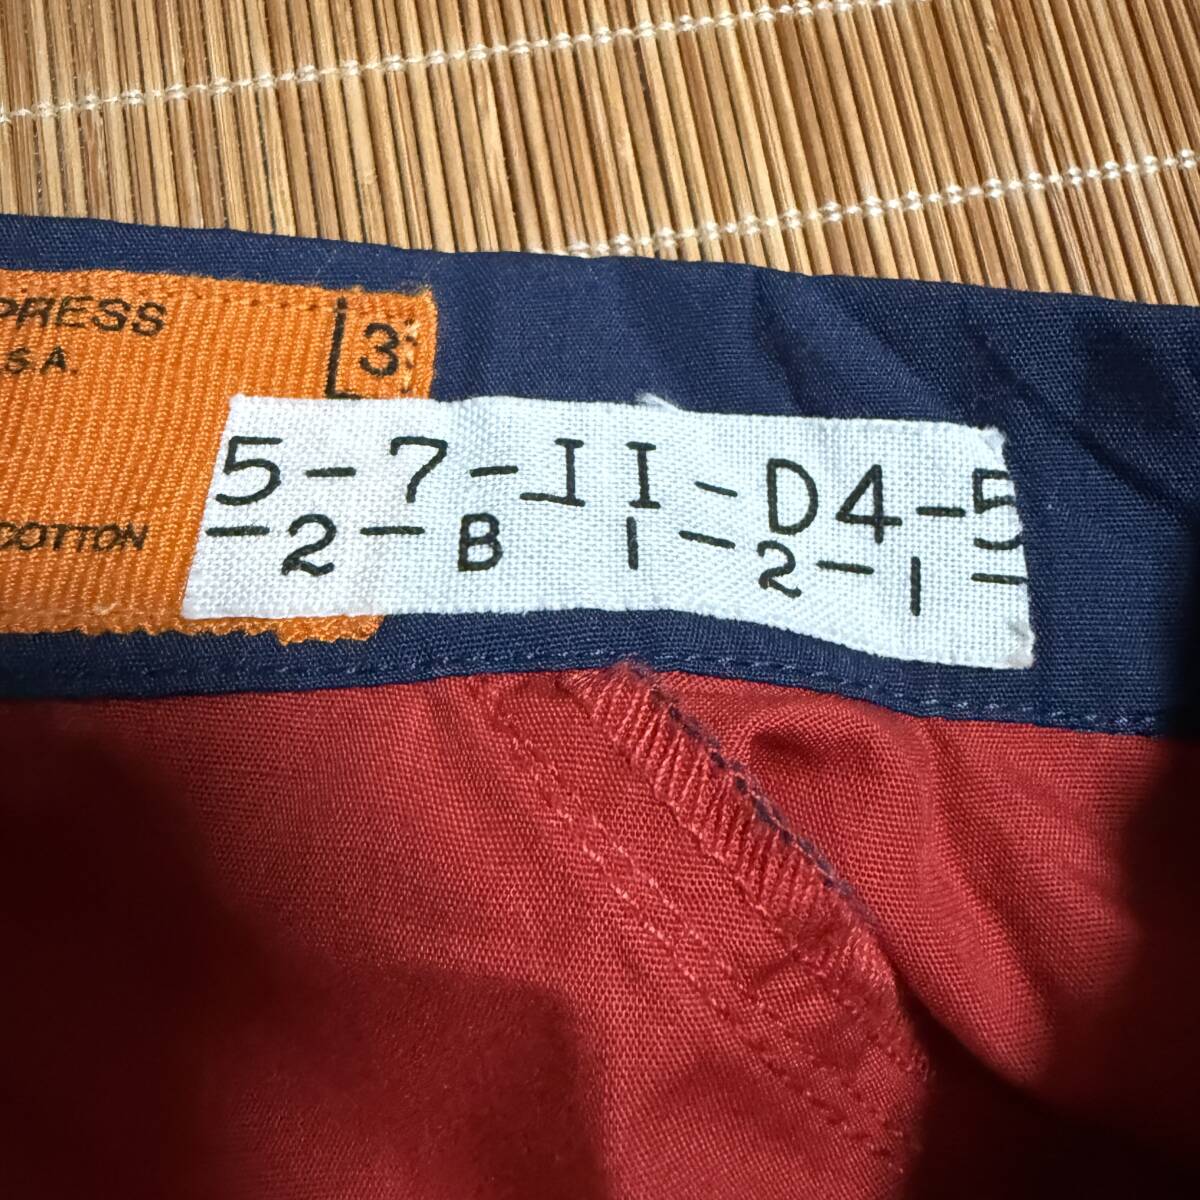 PRESS
S.A.
3
COTTON
5-7-II-D4-5
-2-B 1-2-1-